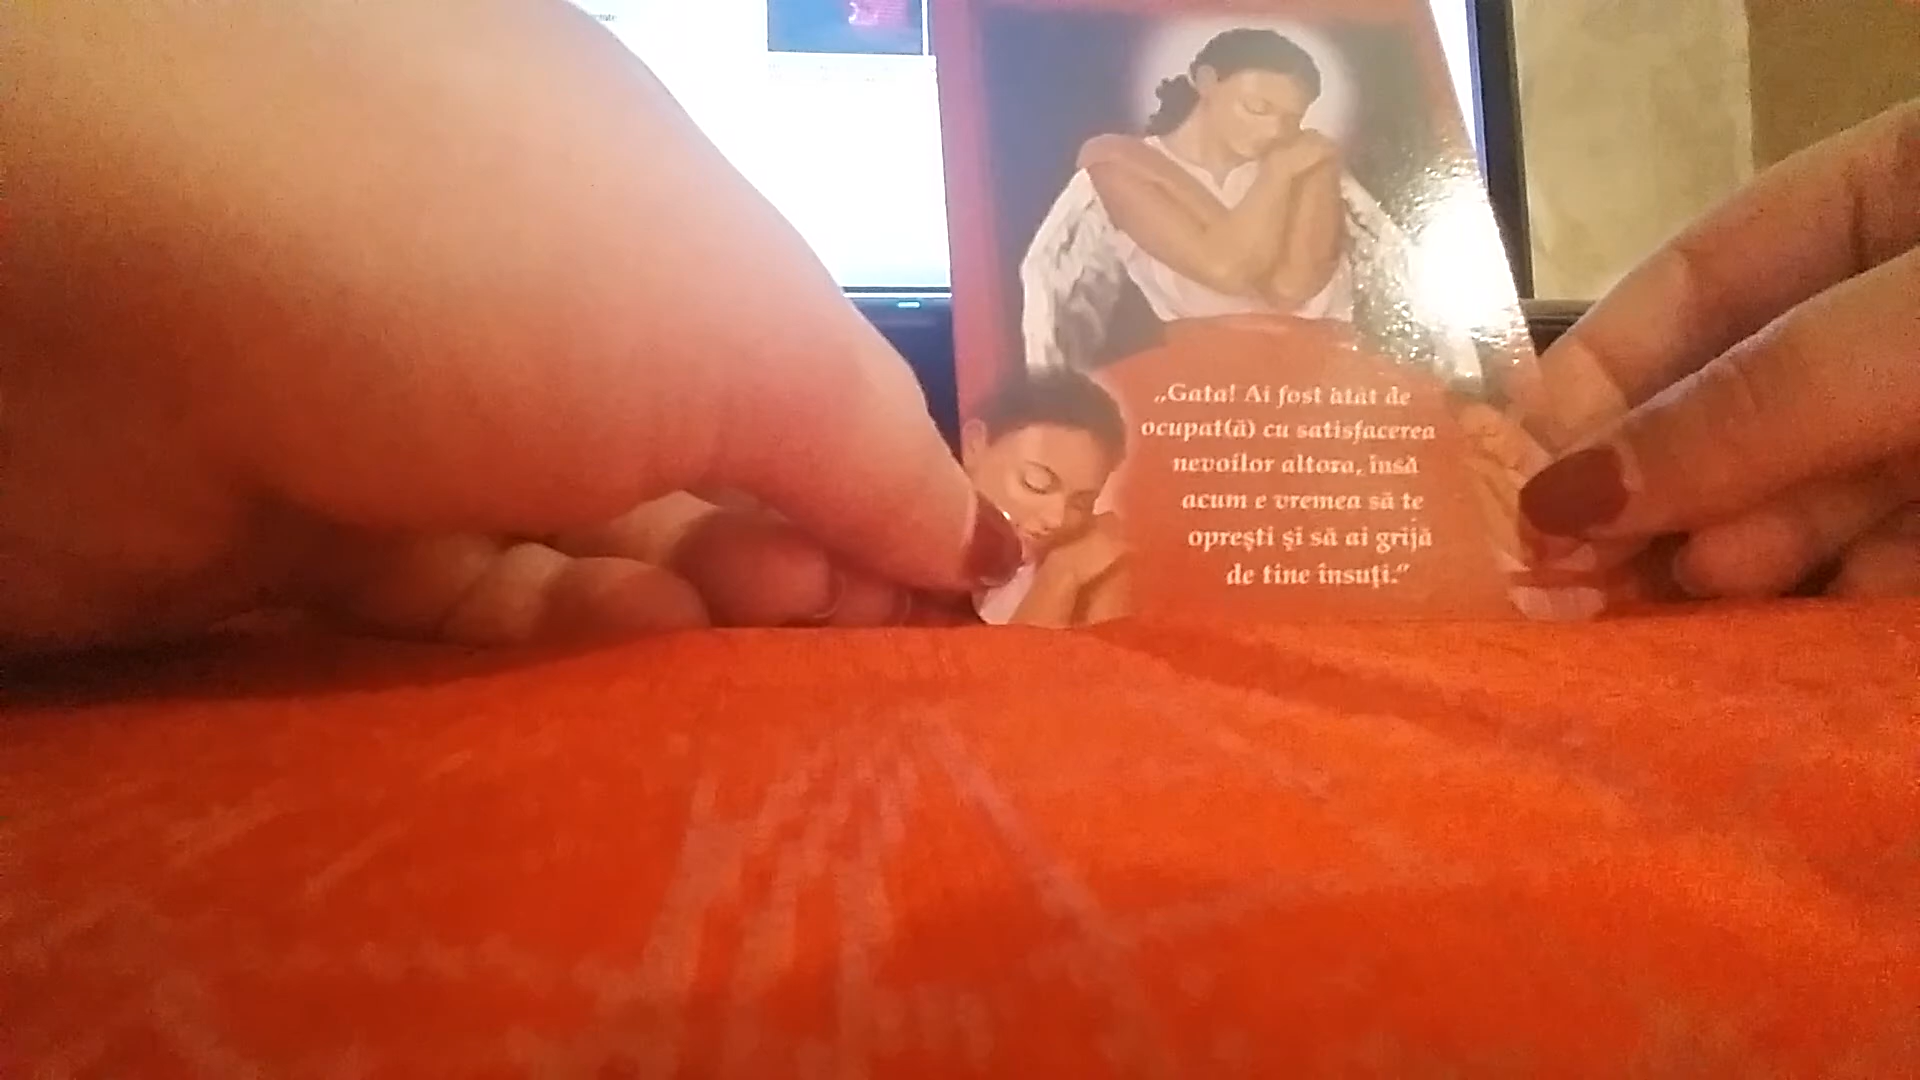 „Gata! Ai fost atât de
ocupat(ă) cu satisfacerea
nevoilor altora, însă
acum e vremea să te
oprești și să ai grijă
de tine însuți.”